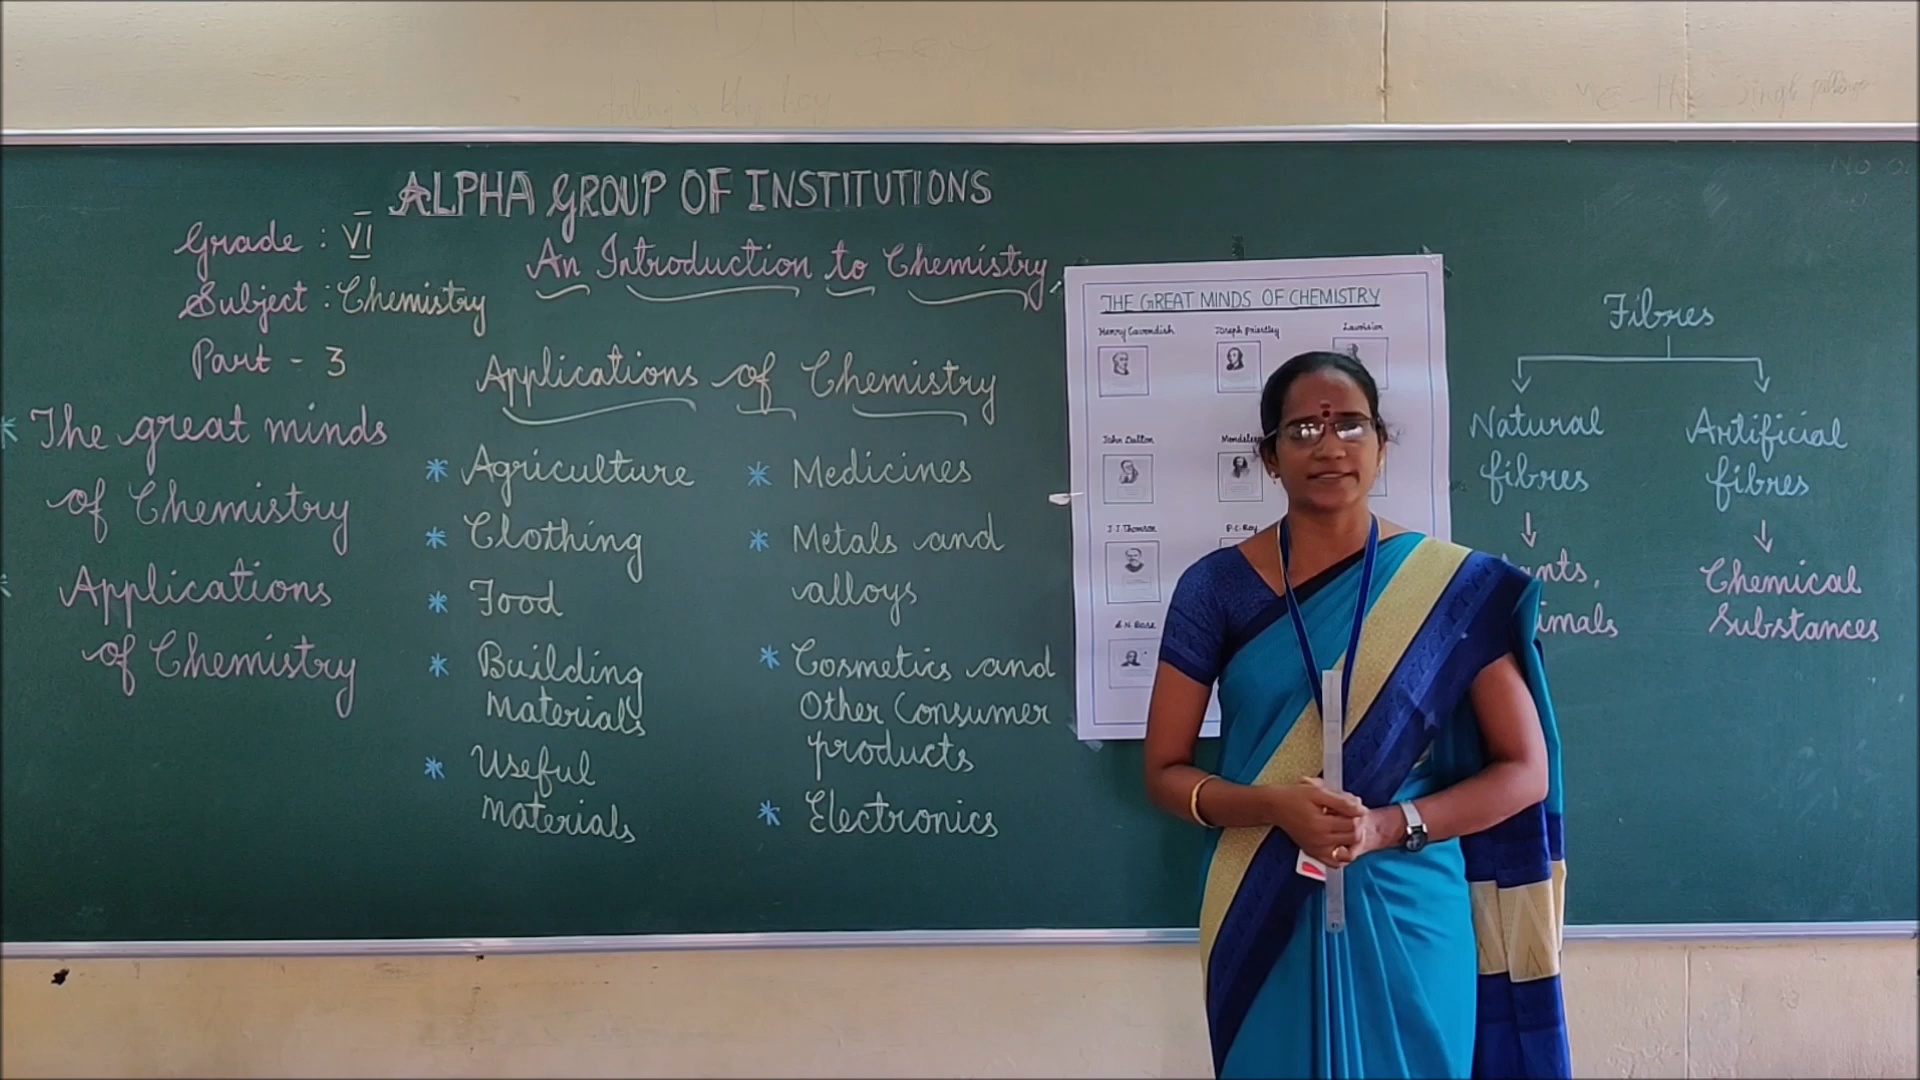 ALPHA GROUP OF INSTITUTIONS
Grade : VI
Subject : Chemistry
Part - 3
An Introduction to Chemistry
* The great minds
of Chemistry
* Applications
of Chemistry
Applications of Chemistry
* Agriculture
* Clothing
* Food
* Building
Materials
* Useful
Materials
* Medicines
* Metals and
alloys
* Cosmetics and
Other Consumer
products
* Electronics
THE GREAT MINDS OF CHEMISTRY
Henry Cavendish Joseph Priestley Lavoisier
John Dalton
J.J. Thomson P.C. Ray
S.N. Bose
Fibres
Natural
fibres
Artificial
fibres
Chemical
Substances